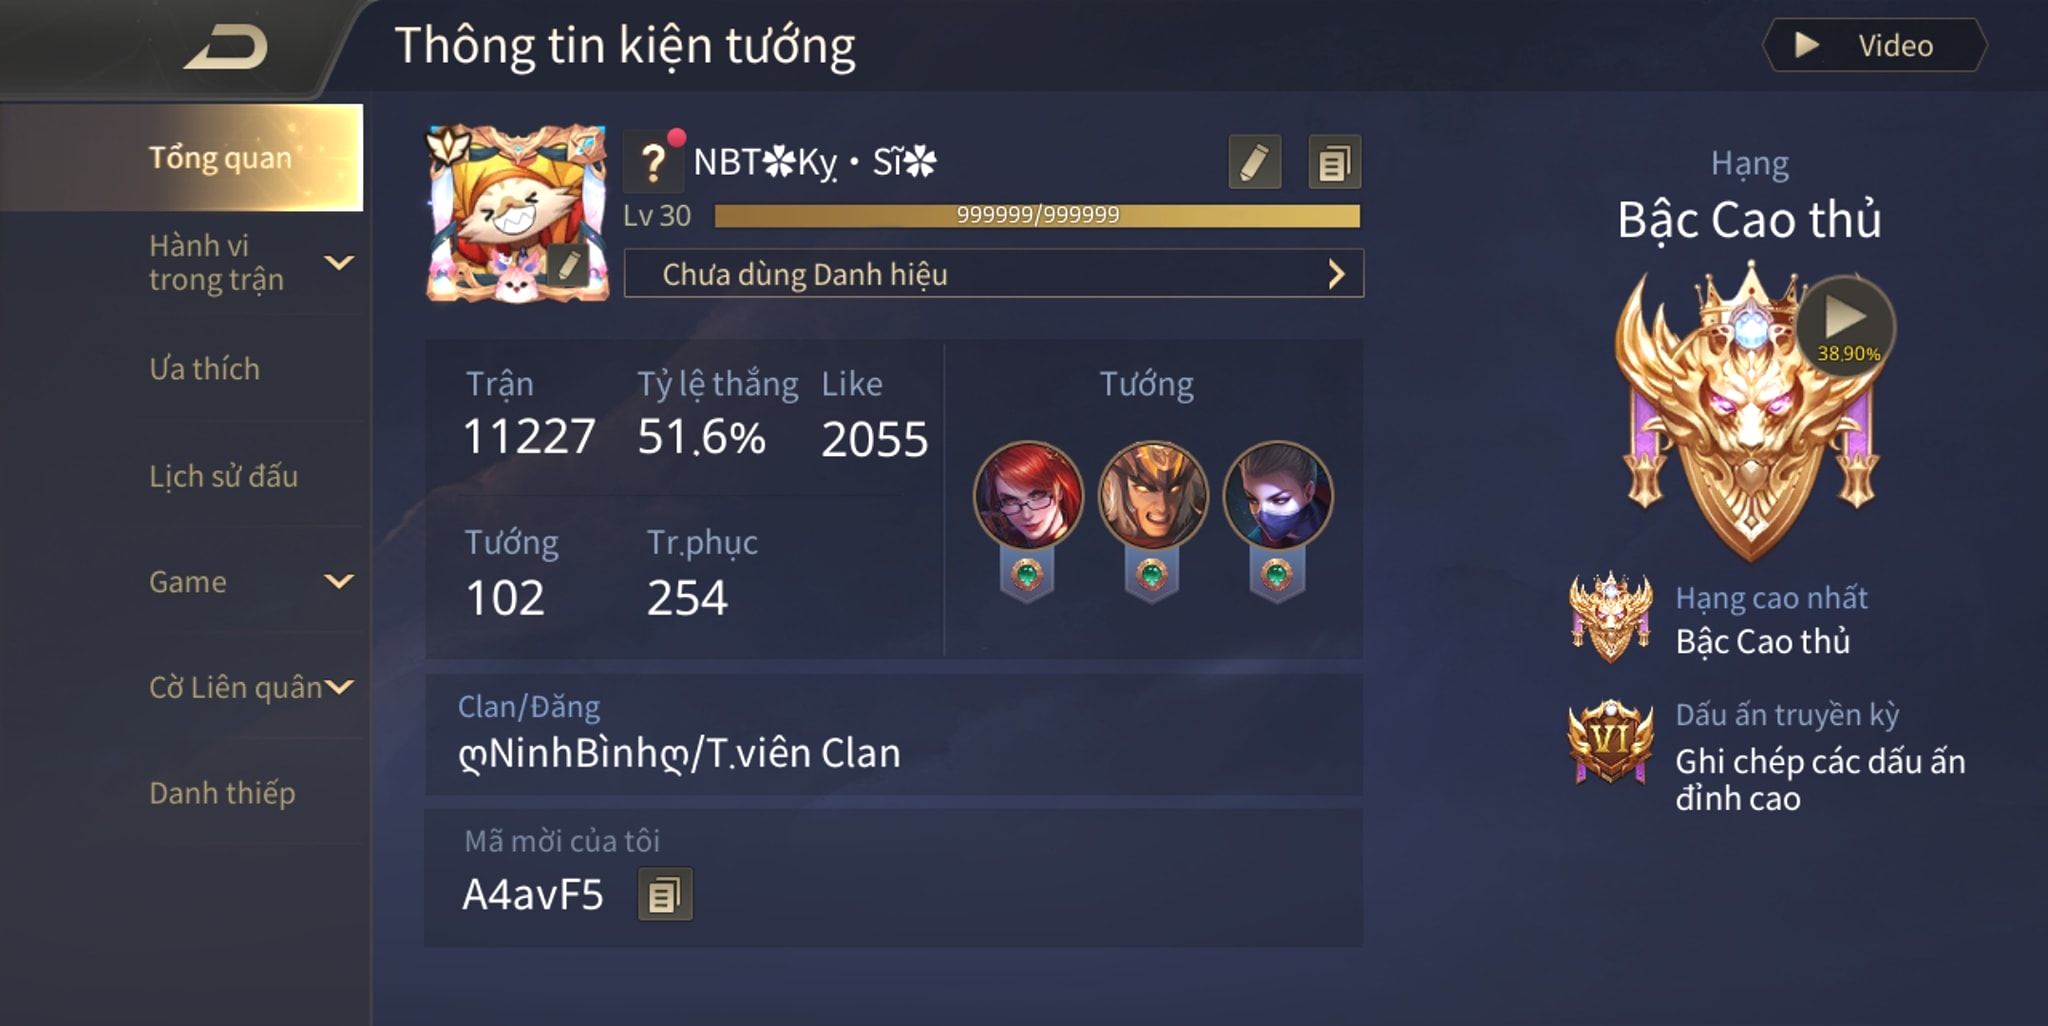 Thông tin kiện tướng
Video
Tổng quan
Hành vi
trong trận
Ưa thích
Lịch sử đấu
Game
Cờ Liên quân
Danh thiếp
?
NBT✽Kỵ・Sĩ✽
Lv 30
999999/999999
Chưa dùng Danh hiệu
Trận
11227
Tỷ lệ thắng
51.6%
Like
2055
Tướng
102
Tr.phục
254
Tướng
Clan/Đăng
ღNinhBìnhღ/T.viên Clan
Mã mời của tôi
A4avF5
Hạng
Bậc Cao thủ
38.90%
Hạng cao nhất
Bậc Cao thủ
VI
Dấu ấn truyền kỳ
Ghi chép các dấu ấn
đỉnh cao